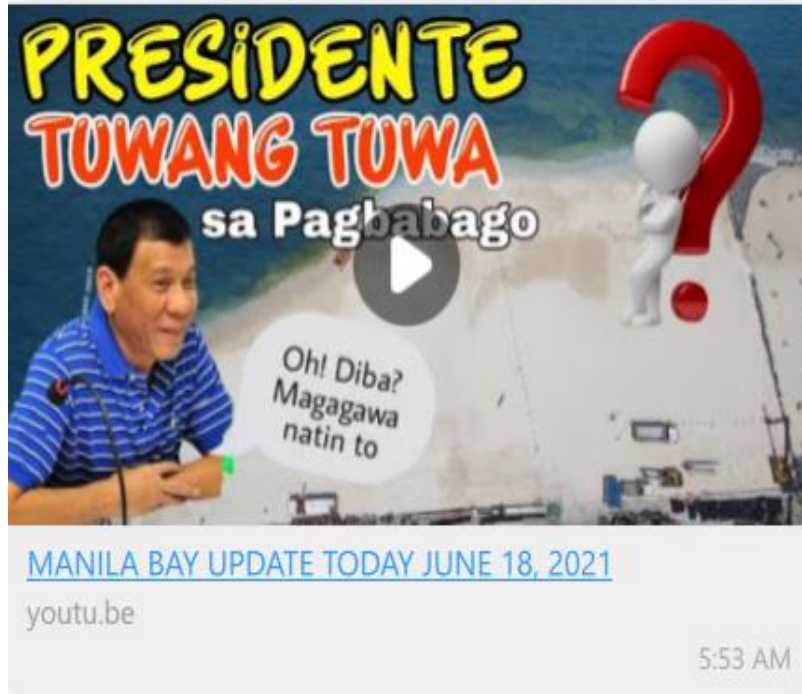 PRESIDENTE
TUWANG TUWA
sa Pagbabago
Oh! Diba?
Magagawa
natin to
MANILA BAY UPDATE TODAY JUNE 18, 2021
youtu.be
5:53 AM